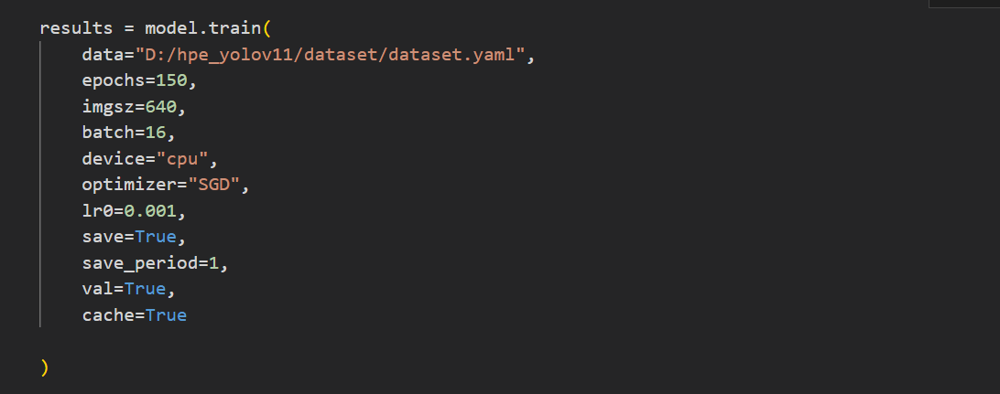 results = model.train(
    data="D:/hpe_yolov11/dataset/dataset.yaml",
    epochs=150,
    imgsz=640,
    batch=16,
    device="cpu",
    optimizer="SGD",
    lr0=0.001,
    save=True,
    save_period=1,
    val=True,
    cache=True
)